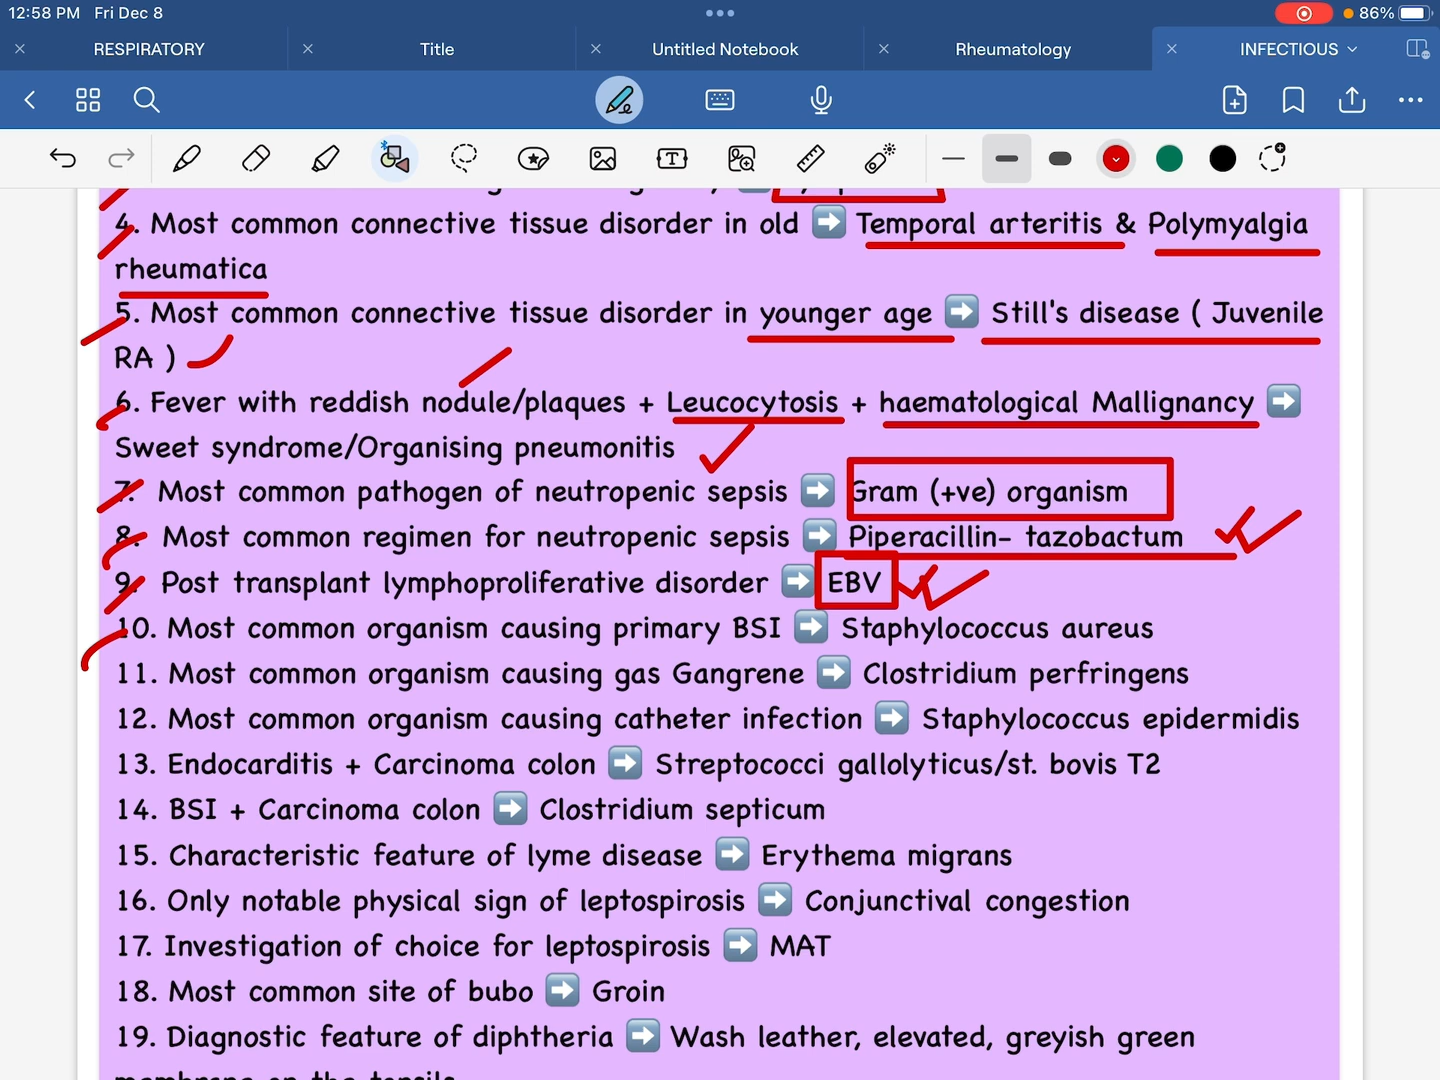 12:58 PM Fri Dec 8
86%
RESPIRATORY
Title
Untitled Notebook
Rheumatology
INFECTIOUS
4. Most common connective tissue disorder in old ➡ Temporal arteritis & Polymyalgia
rheumatica
5. Most common connective tissue disorder in younger age ➡ Still's disease ( Juvenile
RA )
6. Fever with reddish nodule/plaques + Leucocytosis + haematological Mallignancy ➡
Sweet syndrome/Organising pneumonitis
7. Most common pathogen of neutropenic sepsis ➡ Gram (+ve) organism
8. Most common regimen for neutropenic sepsis ➡ Piperacillin- tazobactum
9. Post transplant lymphoproliferative disorder ➡ EBV
10. Most common organism causing primary BSI ➡ Staphylococcus aureus
11. Most common organism causing gas Gangrene ➡ Clostridium perfringens
12. Most common organism causing catheter infection ➡ Staphylococcus epidermidis
13. Endocarditis + Carcinoma colon ➡ Streptococci gallolyticus/st. bovis T2
14. BSI + Carcinoma colon ➡ Clostridium septicum
15. Characteristic feature of lyme disease ➡ Erythema migrans
16. Only notable physical sign of leptospirosis ➡ Conjunctival congestion
17. Investigation of choice for leptospirosis ➡ MAT
18. Most common site of bubo ➡ Groin
19. Diagnostic feature of diphtheria ➡ Wash leather, elevated, greyish green
membrane on the tonsils